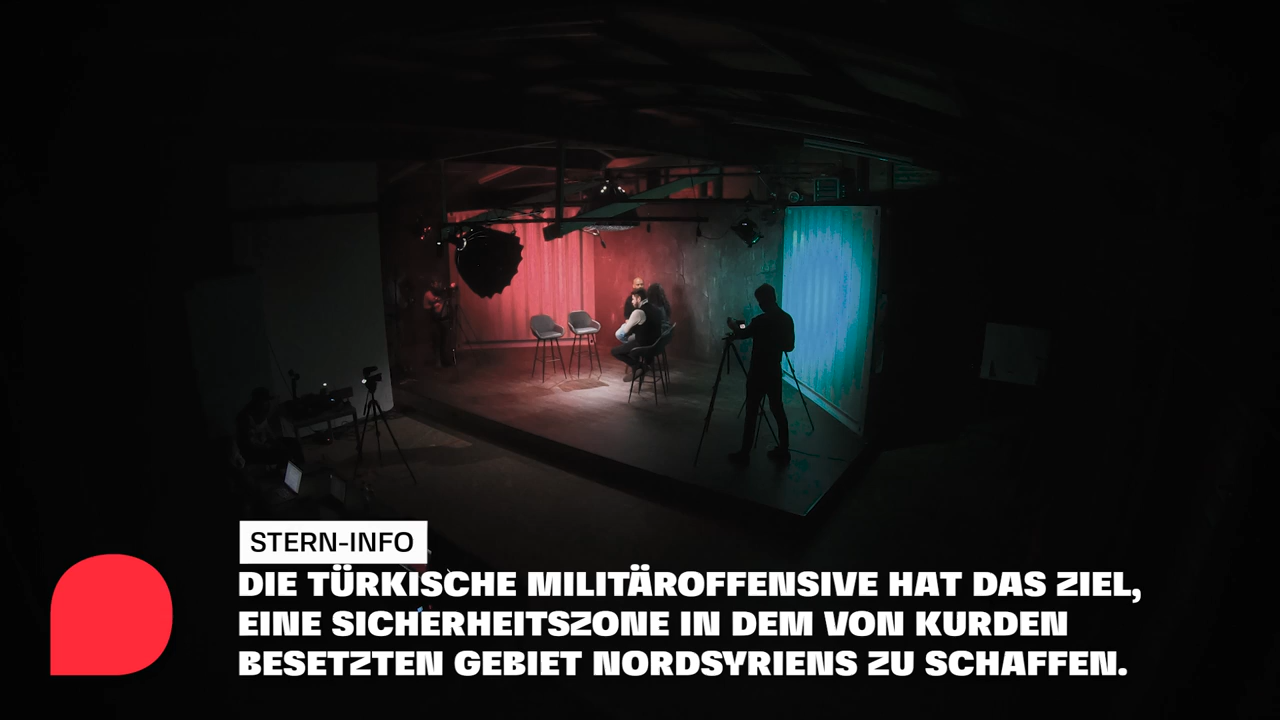 STERN-INFO
DIE TÜRKISCHE MILITÄROFFENSIVE HAT DAS ZIEL,
EINE SICHERHEITSZONE IN DEM VON KURDEN
BESETZTEN GEBIET NORDSYRIENS ZU SCHAFFEN.